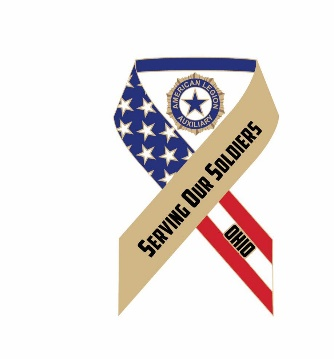 AMERICAN LEGION
AUXILIARY
SERVING OUR SOLDIERS
OHIO